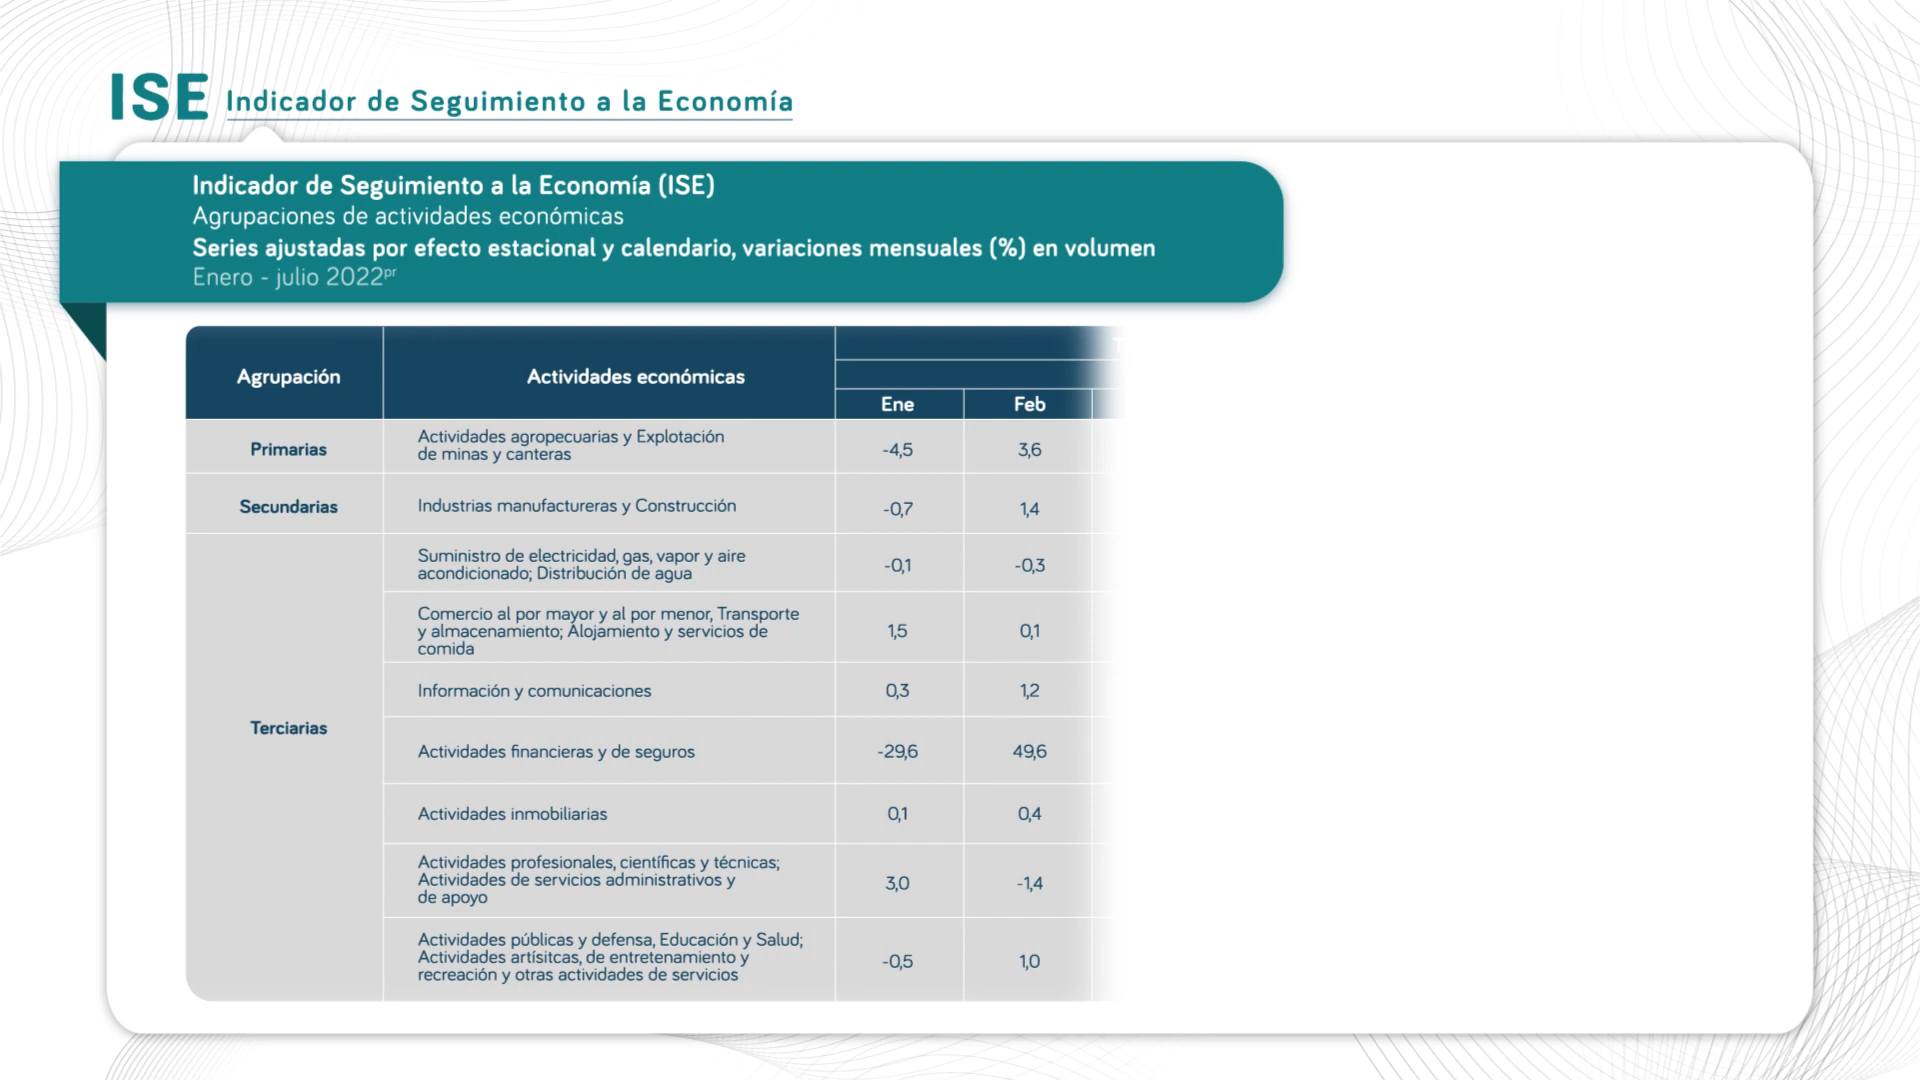 ISE Indicador de Seguimiento a la Economía
Indicador de Seguimiento a la Economía (ISE)
Agrupaciones de actividades económicas
Series ajustadas por efecto estacional y calendario, variaciones mensuales (%) en volumen
Enero - julio 2022pr
Agrupación
Actividades económicas
T
Ene
Feb
Primarias
Actividades agropecuarias y Explotación
de minas y canteras
-4,5
3,6
Secundarias
Industrias manufactureras y Construcción
-0,7
1,4
Terciarias
Suministro de electricidad, gas, vapor y aire
acondicionado; Distribución de agua
-0,1
-0,3
Comercio al por mayor y al por menor, Transporte
y almacenamiento; Alojamiento y servicios de
comida
1,5
0,1
Información y comunicaciones
0,3
1,2
Actividades financieras y de seguros
-29,6
49,6
Actividades inmobiliarias
0,1
0,4
Actividades profesionales, científicas y técnicas;
Actividades de servicios administrativos y
de apoyo
3,0
-1,4
Actividades públicas y defensa, Educación y Salud;
Actividades artísitcas, de entretenamiento y
recreación y otras actividades de servicios
-0,5
1,0